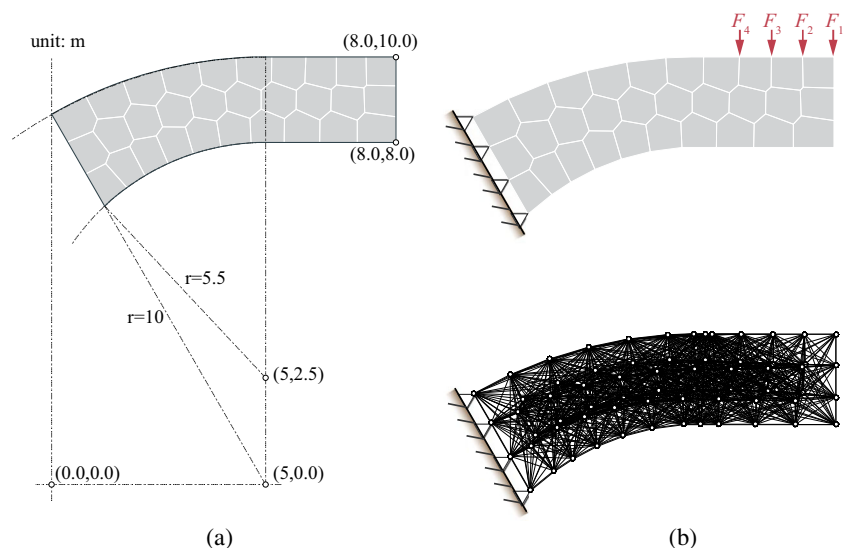 unit: m
(8.0,10.0)
(8.0,8.0)
r=5.5
r=10
(5,2.5)
(0.0,0.0)
(5,0.0)
(a)
F4 F3 F2 F1
(b)